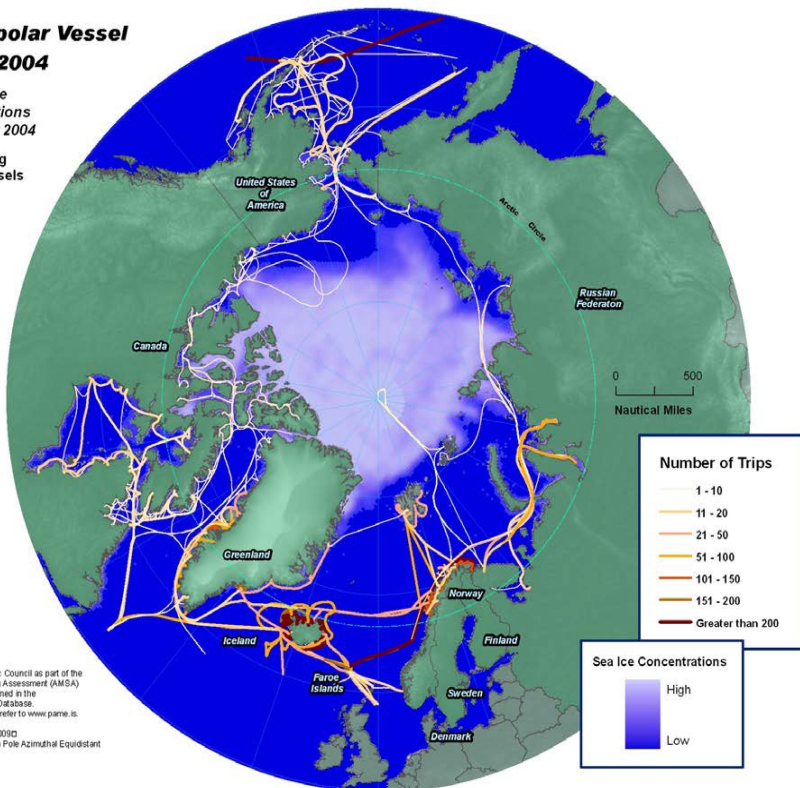 polar Vessel
2004
e
ions
2004
g
sels
United States
of
America
Arctic Circle
Russian
Federaton
Canada
0 500
Nautical Miles
Number of Trips
1 - 10
11 - 20
21 - 50
51 - 100
101 - 150
151 - 200
Greater than 200
Greenland
Norway
Iceland
Finland
Faroe
Islands
Sweden
Denmark
Sea Ice Concentrations
High
Low
Council as part of the
Assessment (AMSA)
ned in the
Database.
refer to www.pame.is.
009
Pole Azimuthal Equidistant